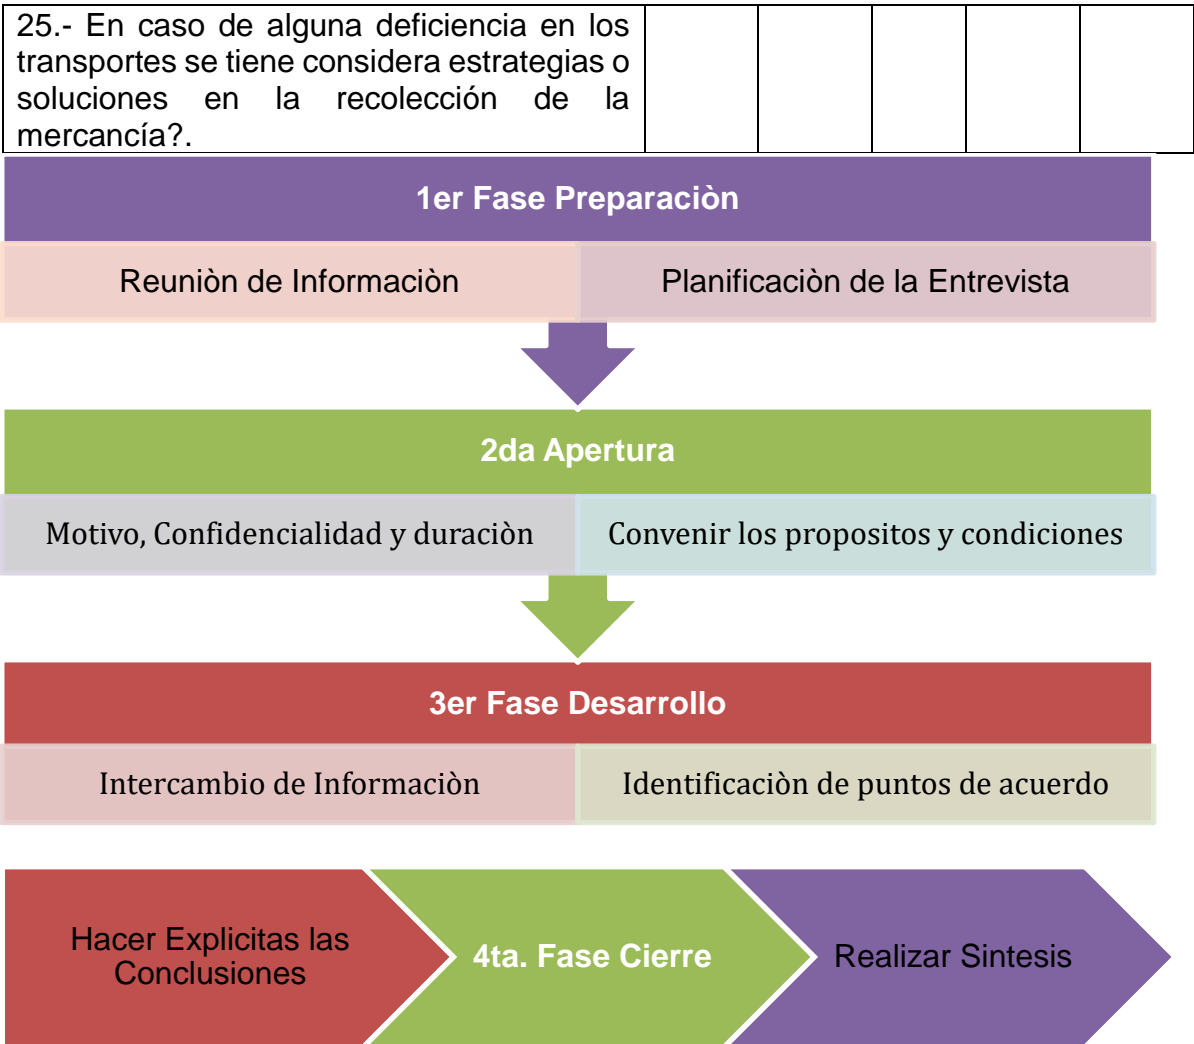 25.- En caso de alguna deficiencia en los
transportes se tiene considera estrategias o
soluciones en la recolección de la
mercancía?.
1er Fase Preparaciòn
Reuniòn de Informaciòn
Planificaciòn de la Entrevista
2da Apertura
Motivo, Confidencialidad y duraciòn
Convenir los propositos y condiciones
3er Fase Desarrollo
Intercambio de Informaciòn
Identificaciòn de puntos de acuerdo
Hacer Explicitas las
Conclusiones
4ta. Fase Cierre
Realizar Sintesis